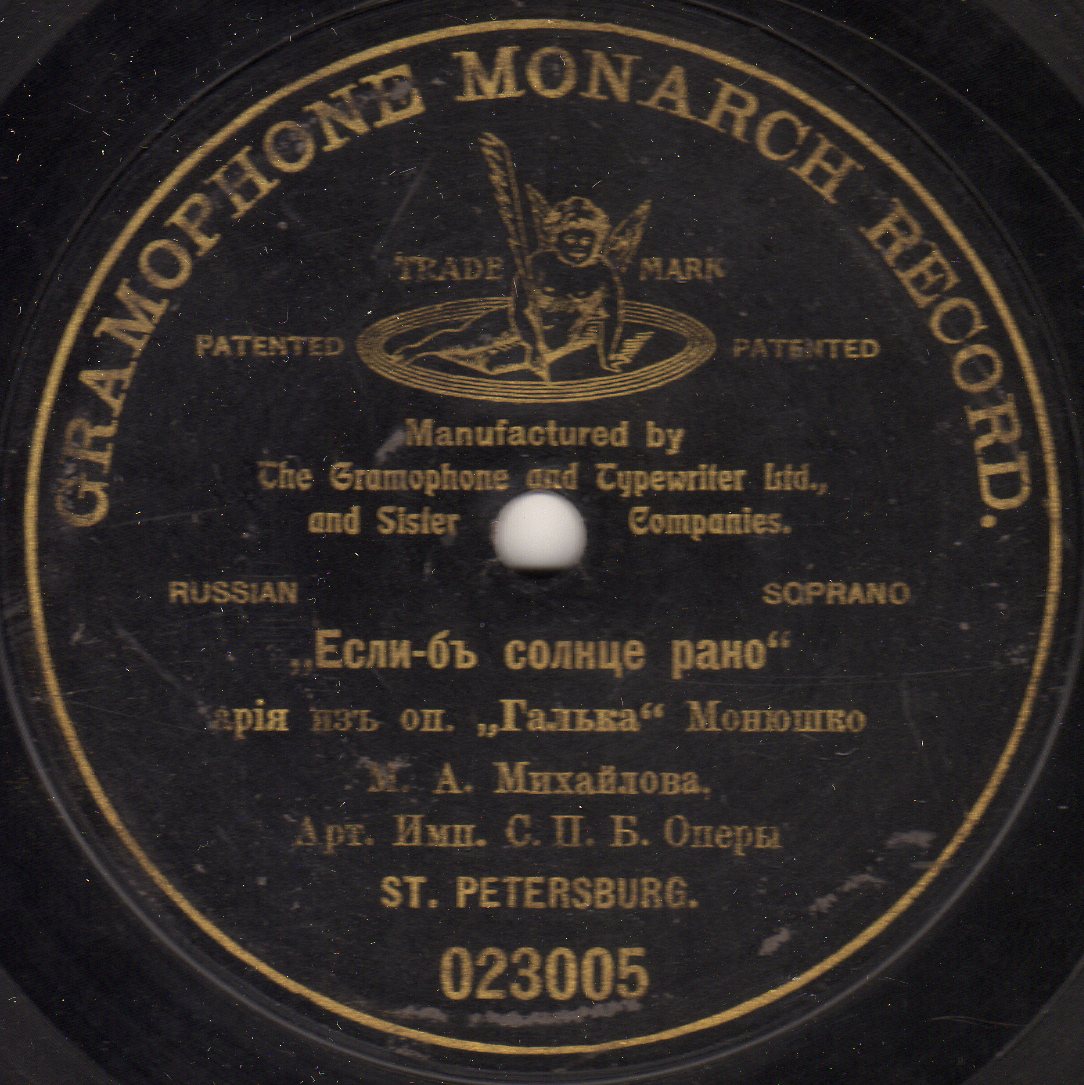 GRAMOPHONE MONARCH RECORD.
TRADE MARK
PATENTED PATENTED
Manufactured by
The Gramophone and Typewriter Ltd.,
and Sister Companies.
RUSSIAN SOPRANO
„Если-бъ солнце рано“
арія изъ оп. „Галька“ Монюшко
М. А. Михайлова.
Арт. Имп. С. П. Б. Оперы
ST. PETERSBURG.
023005